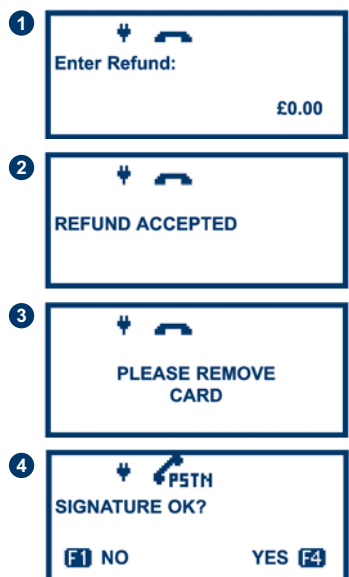 1
Enter Refund:
£0.00
2
REFUND ACCEPTED
3
PLEASE REMOVE
CARD
4
PSTN
SIGNATURE OK?
F1 NO YES F4